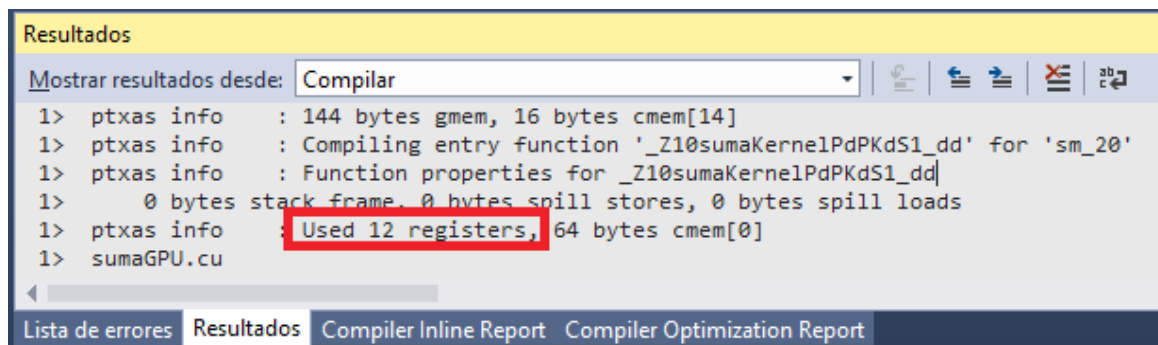 Resultados
Mostrar resultados desde: Compilar
1> ptxas info : 144 bytes gmem, 16 bytes cmem[14]
1> ptxas info : Compiling entry function '_Z10sumaKernelPdPKdS1_dd' for 'sm_20'
1> ptxas info : Function properties for _Z10sumaKernelPdPKdS1_dd
1> 0 bytes stack frame, 0 bytes spill stores, 0 bytes spill loads
1> ptxas info : Used 12 registers, 64 bytes cmem[0]
1> sumaGPU.cu
Lista de errores Resultados Compiler Inline Report Compiler Optimization Report